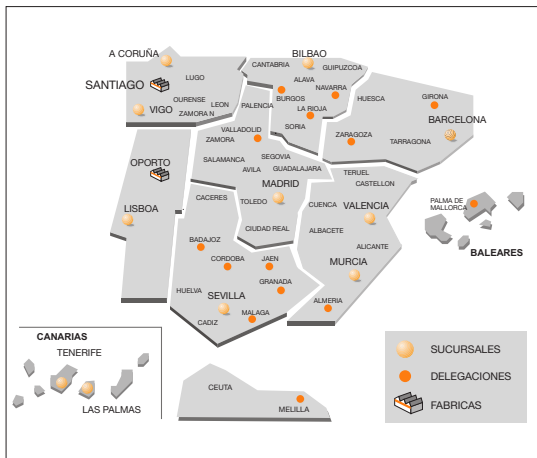 A CORUÑA
BILBAO
CANTABRIA
GUIPUZCOA
LUGO
ALAVA
SANTIAGO
NAVARRA
HUESCA
GIRONA
OURENSE
LEON
PALENCIA
BURGOS
VIGO
ZAMORA N
LA RIOJA
BARCELONA
VALLADOLID
SORIA
ZAMORA
ZARAGOZA
TARRAGONA
OPORTO
SALAMANCA
SEGOVIA
AVILA
GUADALAJARA
TERUEL
MADRID
CASTELLON
CACERES
TOLEDO
CUENCA
VALENCIA
PALMA DE
MALLORCA
LISBOA
CIUDAD REAL
ALBACETE
BADAJOZ
ALICANTE
BALEARES
CORDOBA
JAEN
MURCIA
HUELVA
GRANADA
SEVILLA
ALMERIA
CADIZ
MALAGA
CANARIAS
TENERIFE
LAS PALMAS
CEUTA
MELILLA
SUCURSALES
DELEGACIONES
FABRICAS